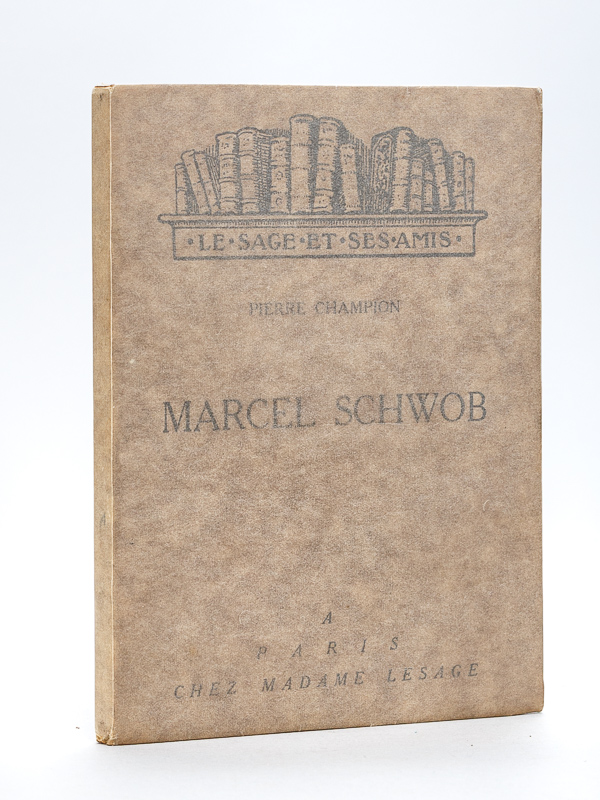 ·LE·SAGE·ET·SES·AMIS·
PIERRE CHAMPION
MARCEL SCHWOB
A
PARIS
CHEZ MADAME LESAGE